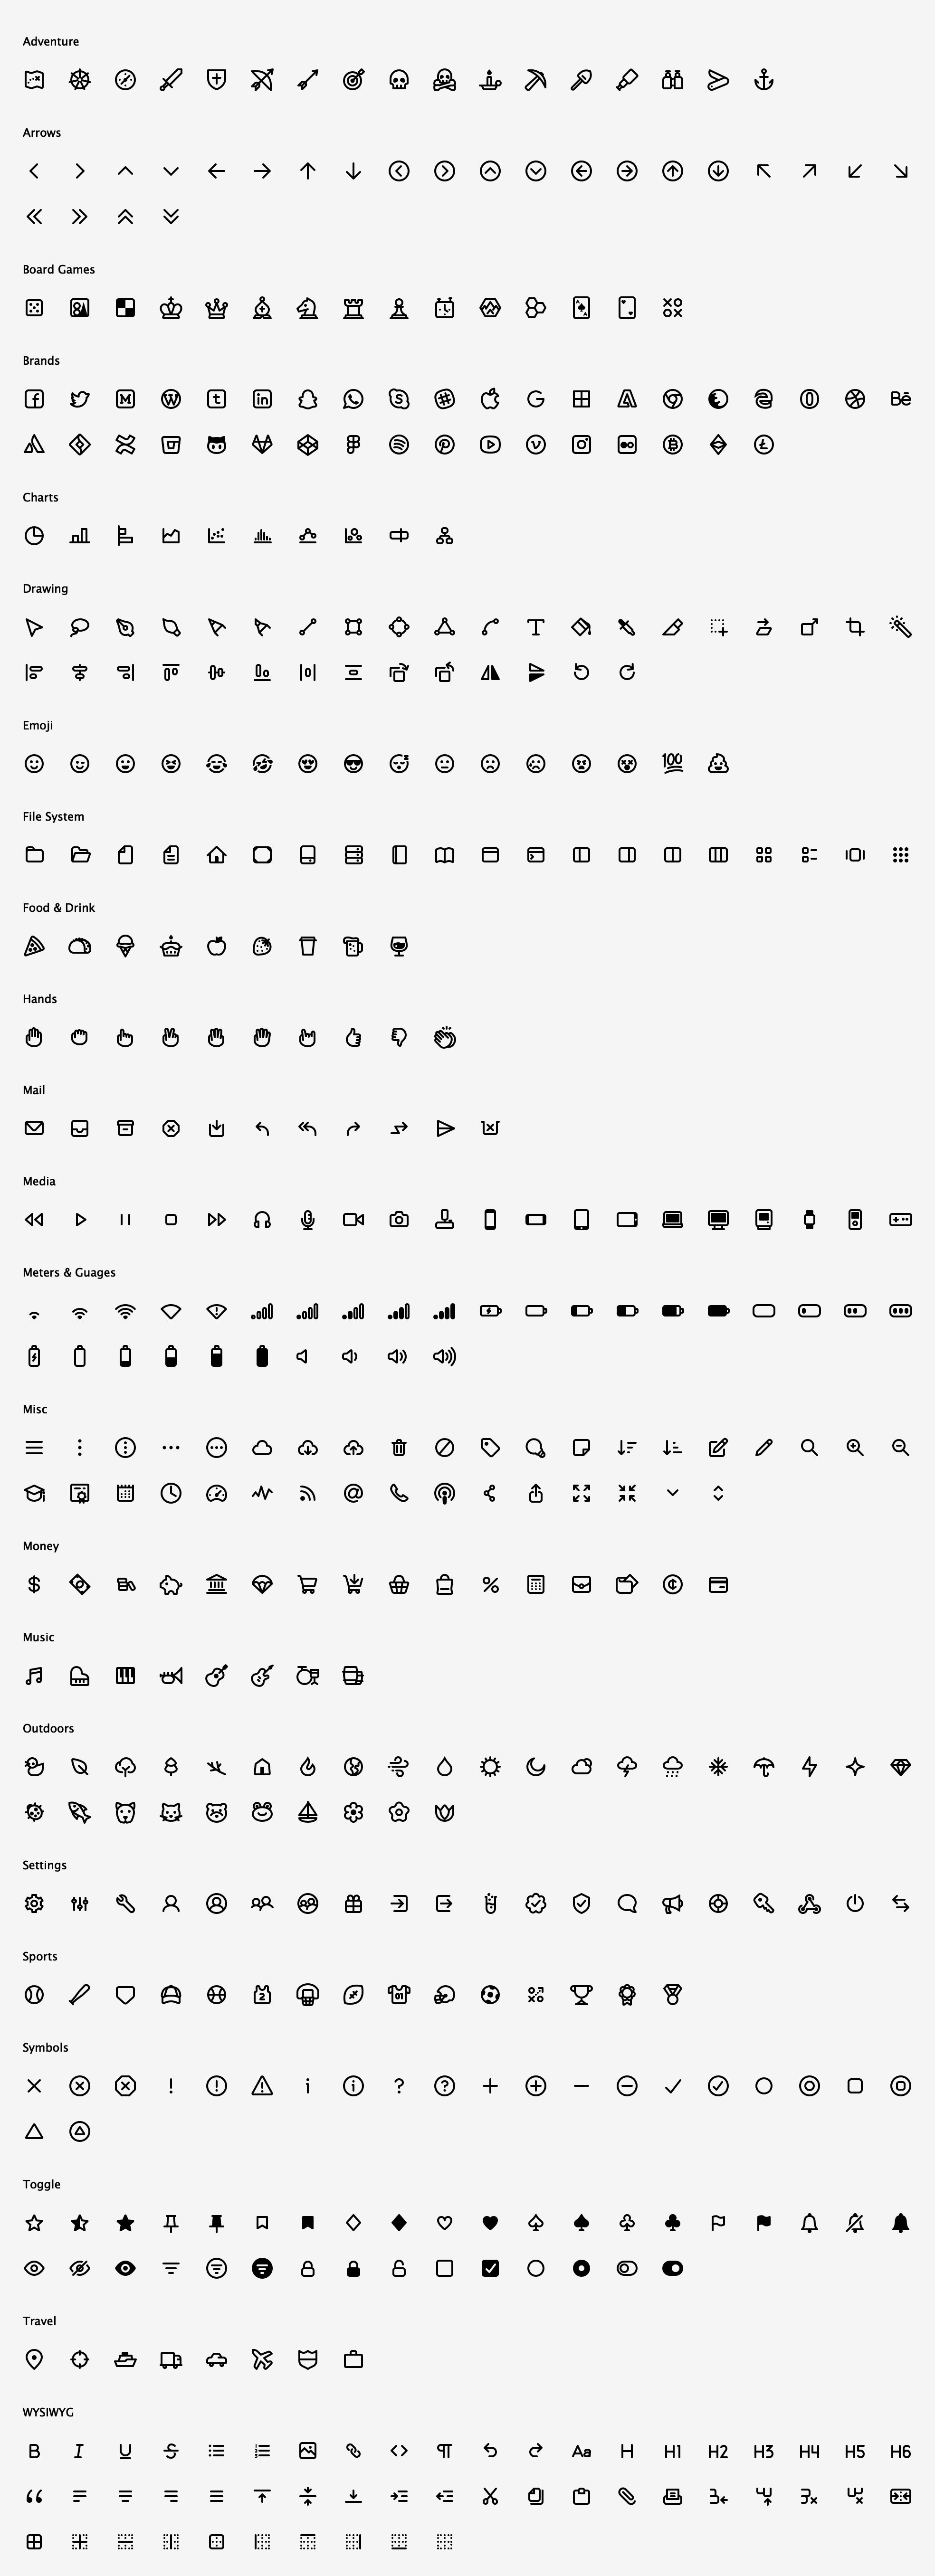 Adventure
Arrows
Board Games
Brands
Bē
Charts
Drawing
Emoji
100
File System
Food & Drink
Hands
Mail
Media
Meters & Guages
Misc
Money
Music
Outdoors
Settings
Sports
Symbols
Toggle
Travel
WYSIWYG
B I U S Aa H H1 H2 H3 H4 H5 H6